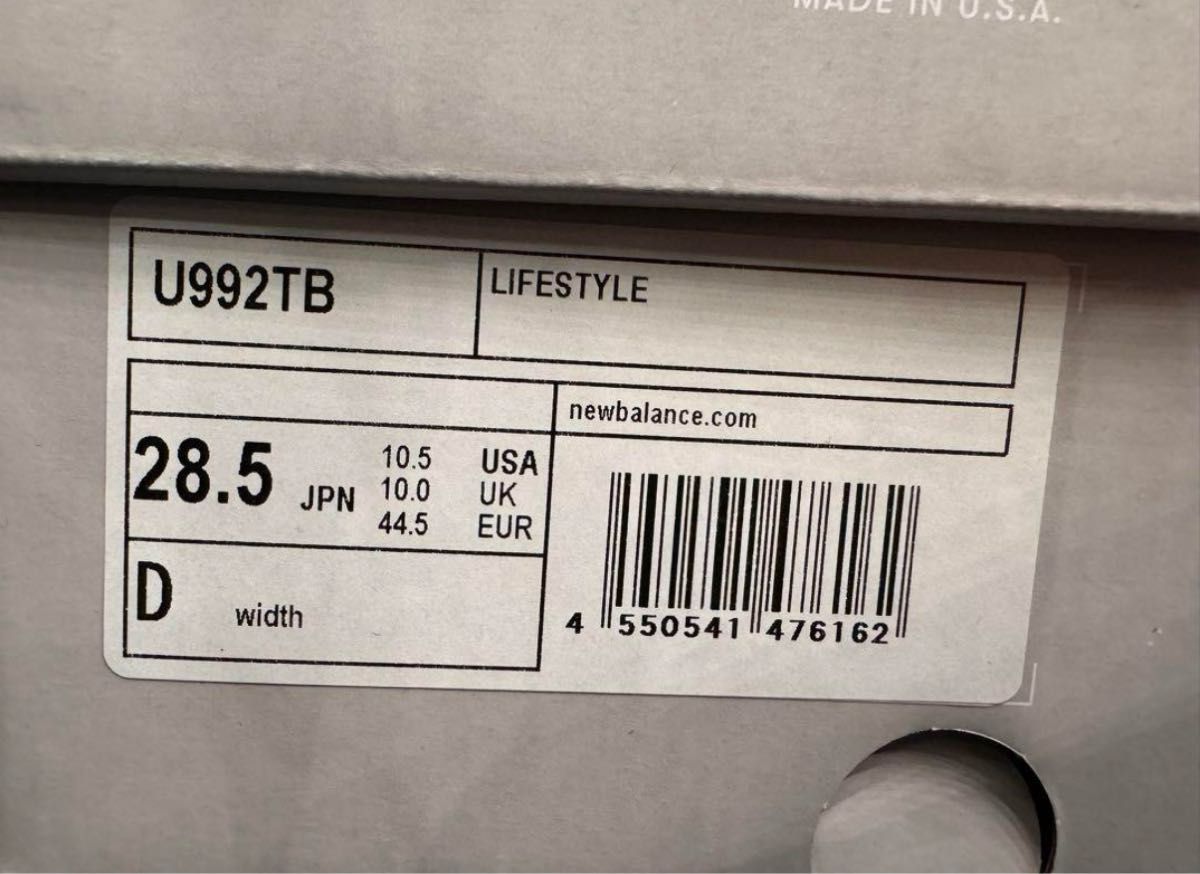 MADE IN U.S.A.
U992TB
LIFESTYLE
newbalance.com
28.5 JPN
10.5 USA
10.0 UK
44.5 EUR
D width
4 550541 476162